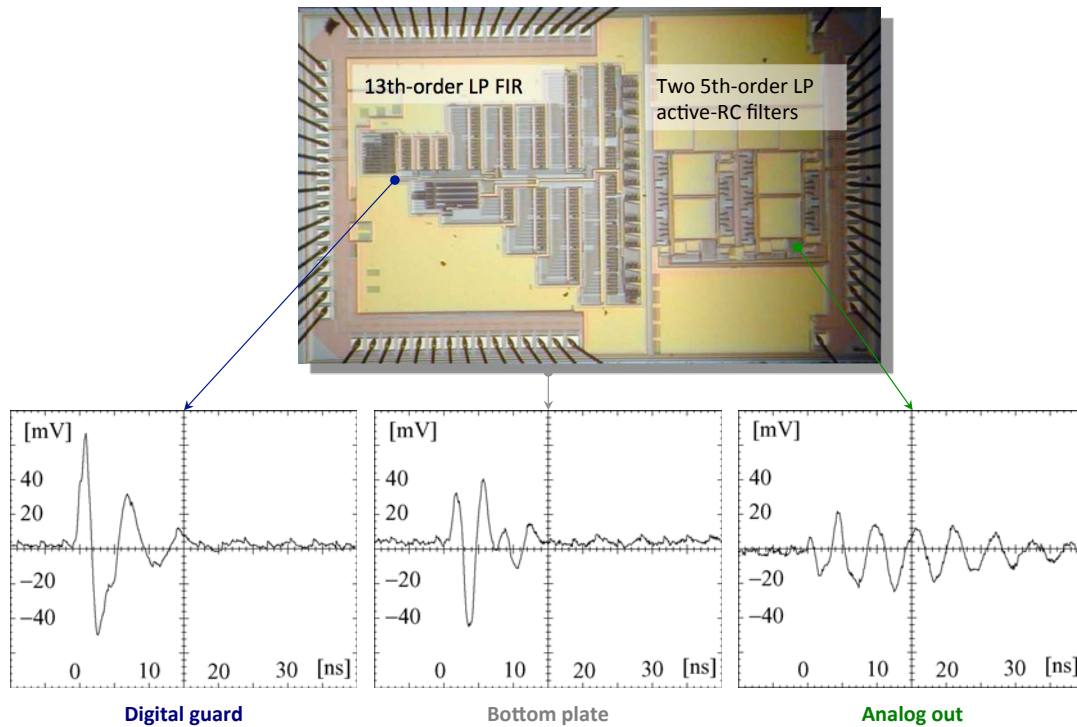 13th-order LP FIR
Two 5th-order LP
active-RC filters
[mV]
40
20
−20
−40
0 10 20 30 [ns]
[mV]
40
20
−20
−40
0 10 20 30 [ns]
[mV]
40
20
−20
−40
0 10 20 30 [ns]
Digital guard
Bottom plate
Analog out